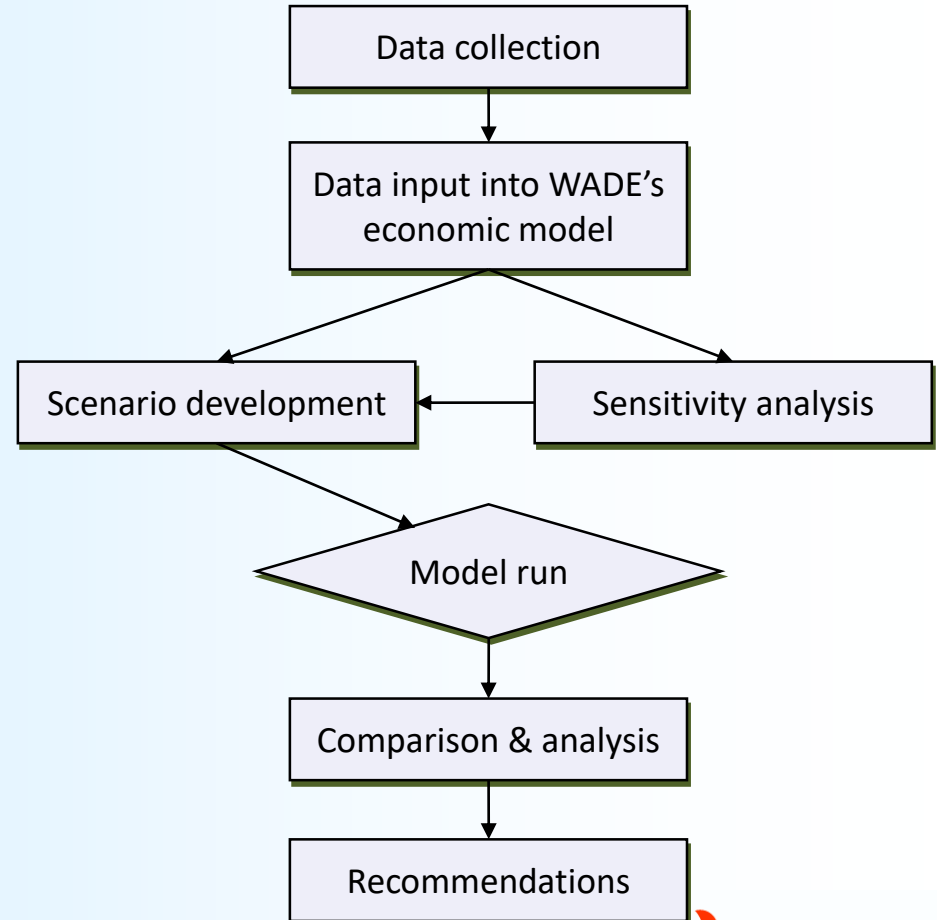 Data collection
Data input into WADE’s
economic model
Scenario development
Sensitivity analysis
Model run
Comparison & analysis
Recommendations